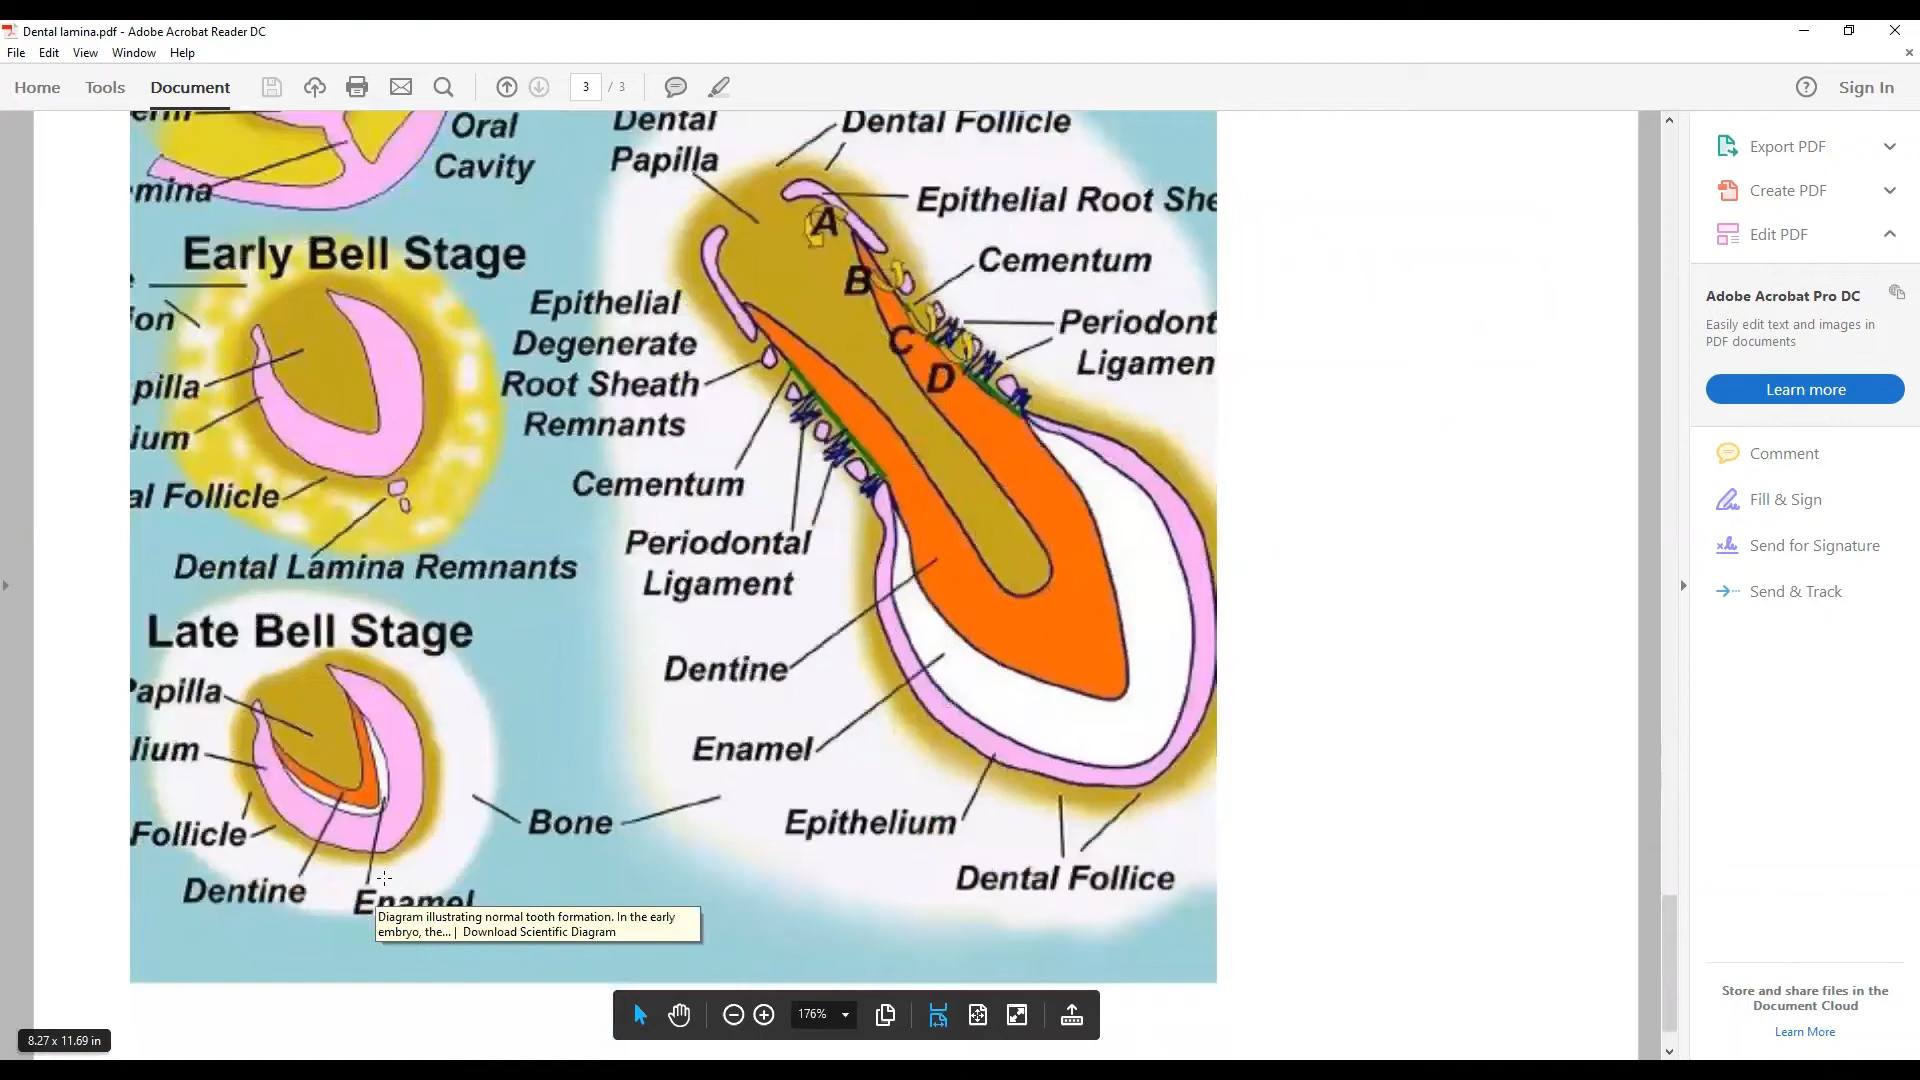 Dental lamina.pdf - Adobe Acrobat Reader DC
File Edit View Window Help
Home Tools Document
3 / 3
Sign In
Oral
Cavity
mina
Early Bell Stage
ion
pilla
ium
al Follicle
Dental Lamina Remnants
Late Bell Stage
Papilla
lium
Follicle
Dentine
Enamel
Bone
Dental
Papilla
Dental Follicle
Epithelial Root She
A
B
C
D
Cementum
Periodont
Ligamen
Epithelial
Degenerate
Root Sheath
Remnants
Cementum
Periodontal
Ligament
Dentine
Enamel
Epithelium
Dental Follice
Diagram illustrating normal tooth formation. In the early
embryo, the... | Download Scientific Diagram
176%
8.27 x 11.69 in
Export PDF
Create PDF
Edit PDF
Adobe Acrobat Pro DC
Easily edit text and images in
PDF documents
Learn more
Comment
Fill & Sign
Send for Signature
Send & Track
Store and share files in the
Document Cloud
Learn More